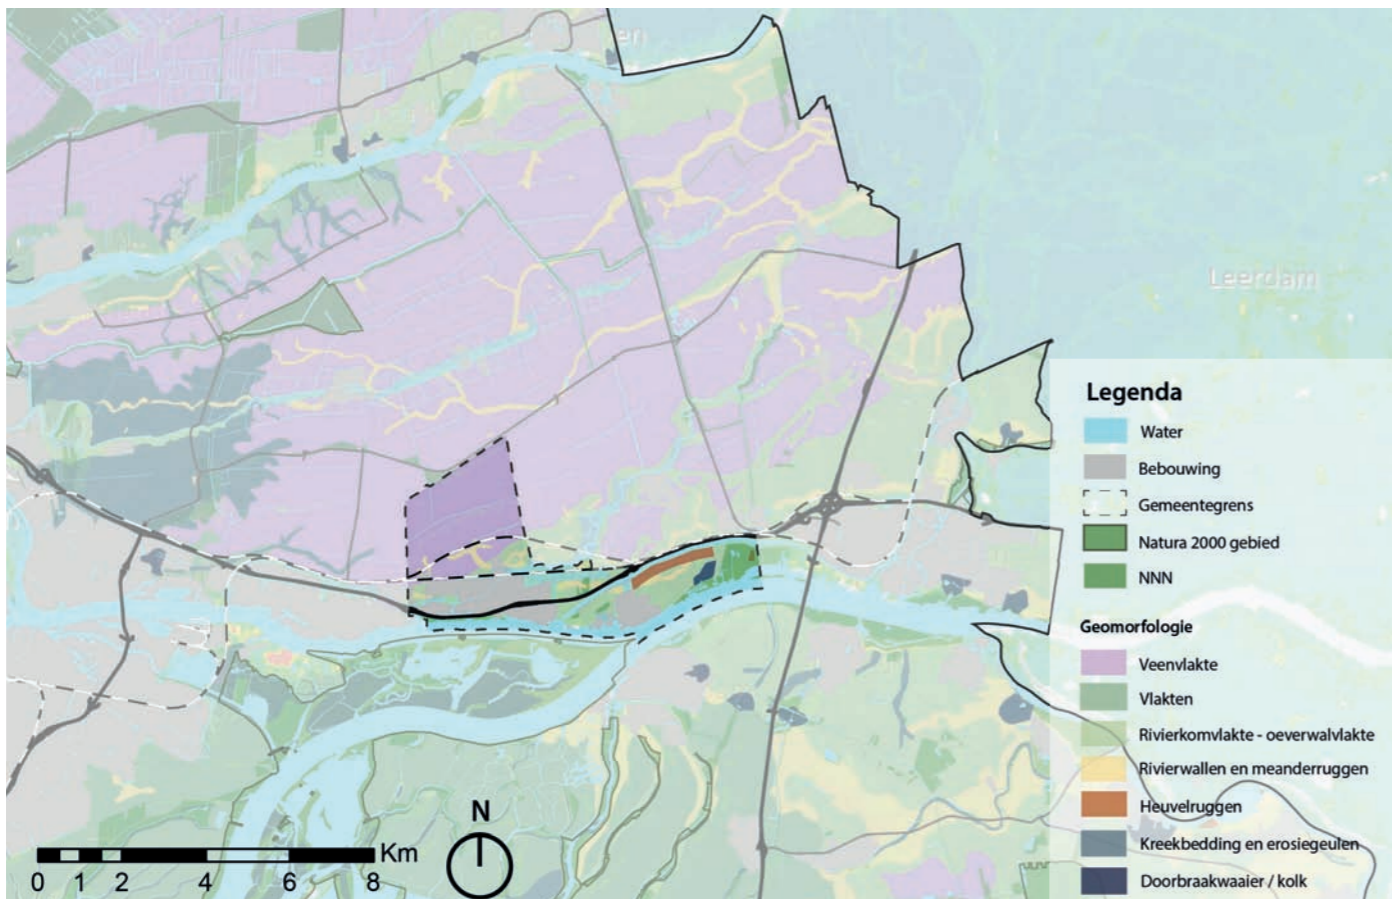 en
Leerdam
Legenda
Water
Bebouwing
Gemeentegrens
Natura 2000 gebied
NNN
Geomorfologie
Veenvlakte
Vlakten
Rivierkomvlakte - oeverwalvlakte
Rivierwallen en meanderruggen
Heuvelruggen
Kreekbedding en erosiegeulen
Doorbraakwaaier / kolk
N
Km
0 1 2 4 6 8